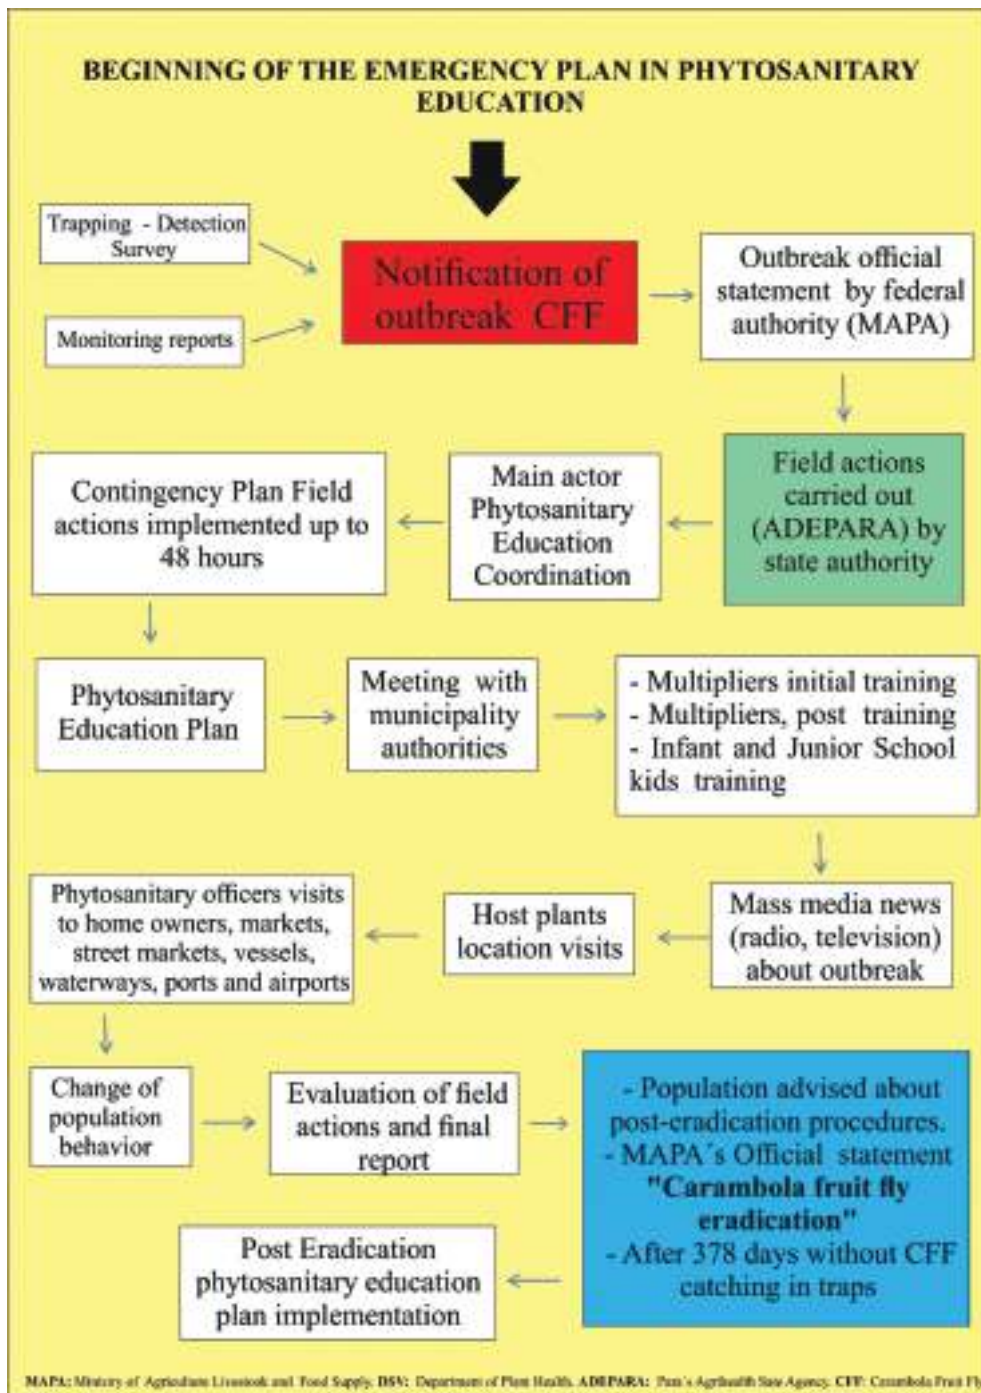 BEGINNING OF THE EMERGENCY PLAN IN PHYTOSANITARY
EDUCATION
Trapping - Detection
Survey
Monitoring reports
Notification of
outbreak CFF
Outbreak official
statement by federal
authority (MAPA)
Field actions
carried out
(ADEPARA) by
state authority
Main actor
Phytosanitary
Education
Coordination
Contingency Plan Field
actions implemented up to
48 hours
Phytosanitary
Education Plan
Meeting with
municipality
authorities
- Multipliers initial training
- Multipliers, post training
- Infant and Junior School
kids training
Mass media news
(radio, television)
about outbreak
Host plants
location visits
Phytosanitary officers visits
to home owners, markets,
street markets, vessels,
waterways, ports and airports
Change of
population
behavior
Evaluation of field
actions and final
report
- Population advised about
post-eradication procedures.
- MAPA´s Official statement
"Carambola fruit fly
eradication"
- After 378 days without CFF
catching in traps
Post Eradication
phytosanitary education
plan implementation
MAPA: Ministry of Agriculture Livestook and Food Supply. DSV: Department of Plant Health. ADEPARA: Para´s Agrihealth State Agency. CFF: Carambola Fruit Fly